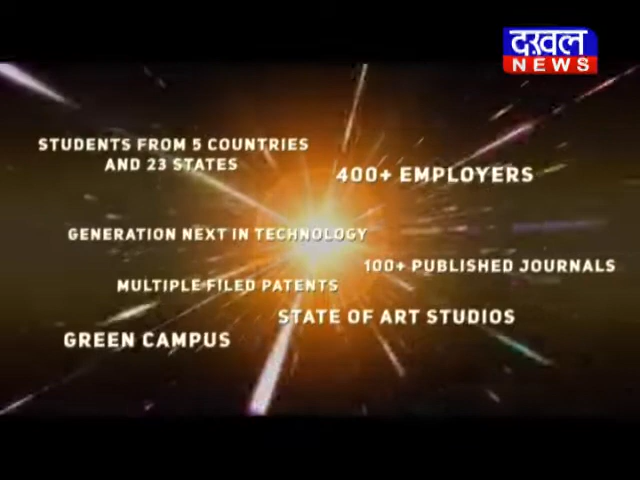 दखल
NEWS
STUDENTS FROM 5 COUNTRIES
AND 23 STATES
400+ EMPLOYERS
GENERATION NEXT IN TECHNOLOGY
100+ PUBLISHED JOURNALS
MULTIPLE FILED PATENTS
STATE OF ART STUDIOS
GREEN CAMPUS